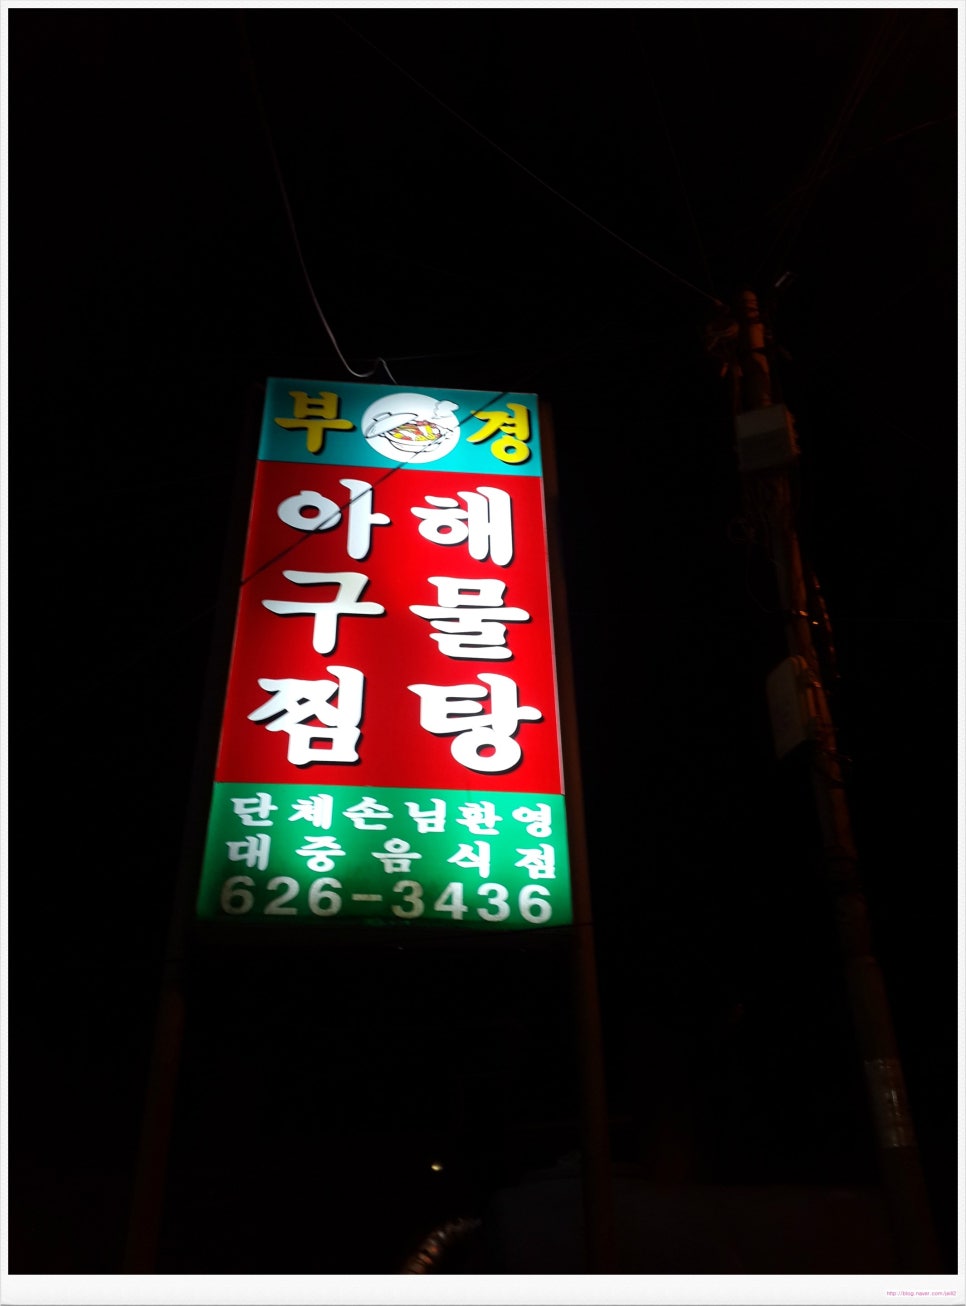 부경
아구찜
해물탕
단체손님환영
대중음식점
626-3436